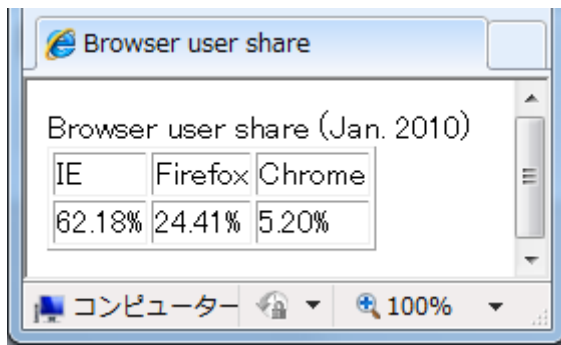 Browser user share
Browser user share (Jan. 2010)
IE Firefox Chrome
62.18% 24.41% 5.20%
コンピューター 100%